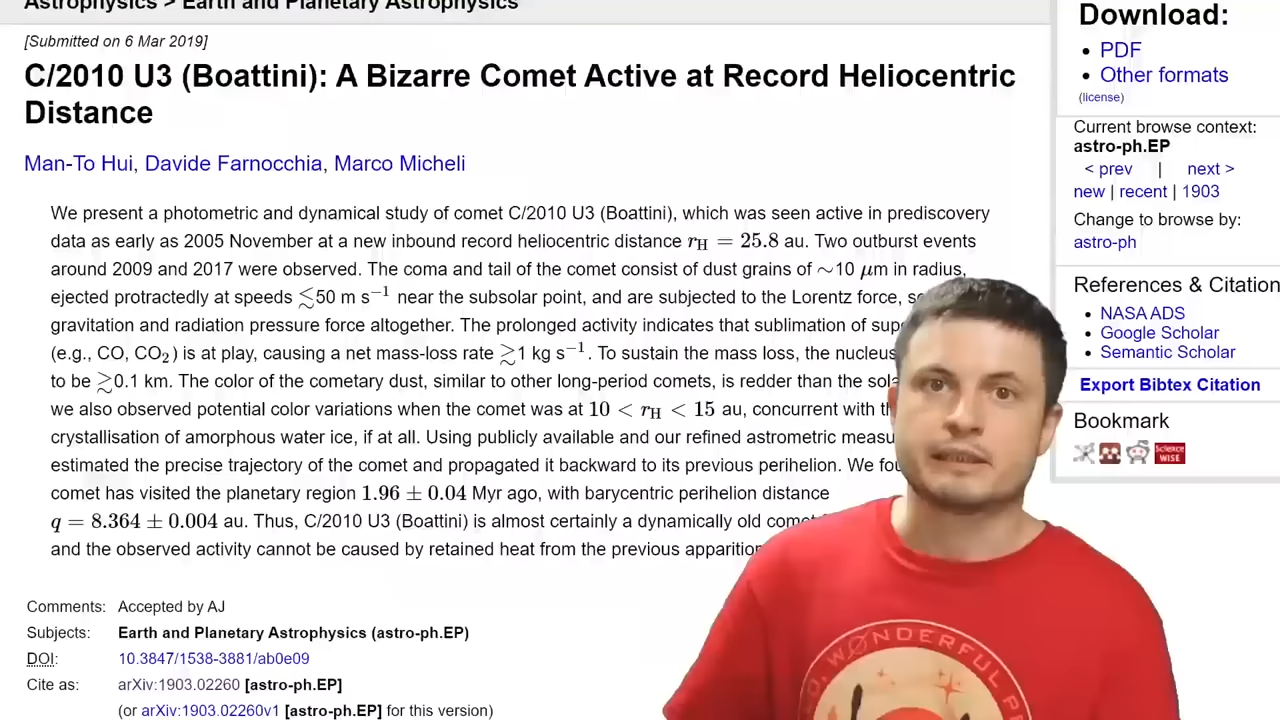 Astrophysics > Earth and Planetary Astrophysics
[Submitted on 6 Mar 2019]
C/2010 U3 (Boattini): A Bizarre Comet Active at Record Heliocentric
Distance
Man-To Hui, Davide Farnocchia, Marco Micheli
We present a photometric and dynamical study of comet C/2010 U3 (Boattini), which was seen active in prediscovery
data as early as 2005 November at a new inbound record heliocentric distance rH = 25.8 au. Two outburst events
around 2009 and 2017 were observed. The coma and tail of the comet consist of dust grains of ∼10 μm in radius,
ejected protractedly at speeds ≲50 m s−1 near the subsolar point, and are subjected to the Lorentz force,
gravitation and radiation pressure force altogether. The prolonged activity indicates that sublimation of
(e.g., CO, CO2) is at play, causing a net mass-loss rate ≳1 kg s−1. To sustain the mass loss, the nucleus
to be ≳0.1 km. The color of the cometary dust, similar to other long-period comets, is redder than the
we also observed potential color variations when the comet was at 10 < rH < 15 au, concurrent with
crystallisation of amorphous water ice, if at all. Using publicly available and our refined astrometric
estimated the precise trajectory of the comet and propagated it backward to its previous perihelion. We
comet has visited the planetary region 1.96 ± 0.04 Myr ago, with barycentric perihelion distance
q = 8.364 ± 0.004 au. Thus, C/2010 U3 (Boattini) is almost certainly a dynamically old comet
and the observed activity cannot be caused by retained heat from the previous apparition
Comments: Accepted by AJ
Subjects: Earth and Planetary Astrophysics (astro-ph.EP)
DOI: 10.3847/1538-3881/ab0e09
Cite as: arXiv:1903.02260 [astro-ph.EP]
(or arXiv:1903.02260v1 [astro-ph.EP] for this version)
Download:
PDF
Other formats
(license)
Current browse context:
astro-ph.EP
< prev | next >
new | recent | 1903
Change to browse by:
astro-ph
References & Citation
NASA ADS
Google Scholar
Semantic Scholar
Export Bibtex Citation
Bookmark
Science
WISE
WØNDERFUL